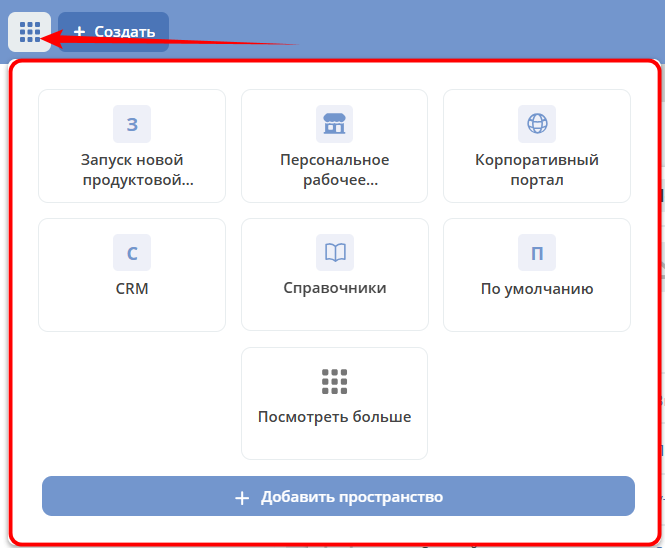 + Создать
З
Запуск новой
продуктовой...
Персональное
рабочее...
Корпоративный
портал
C
CRM
Справочники
П
По умолчанию
Посмотреть больше
+ Добавить пространство